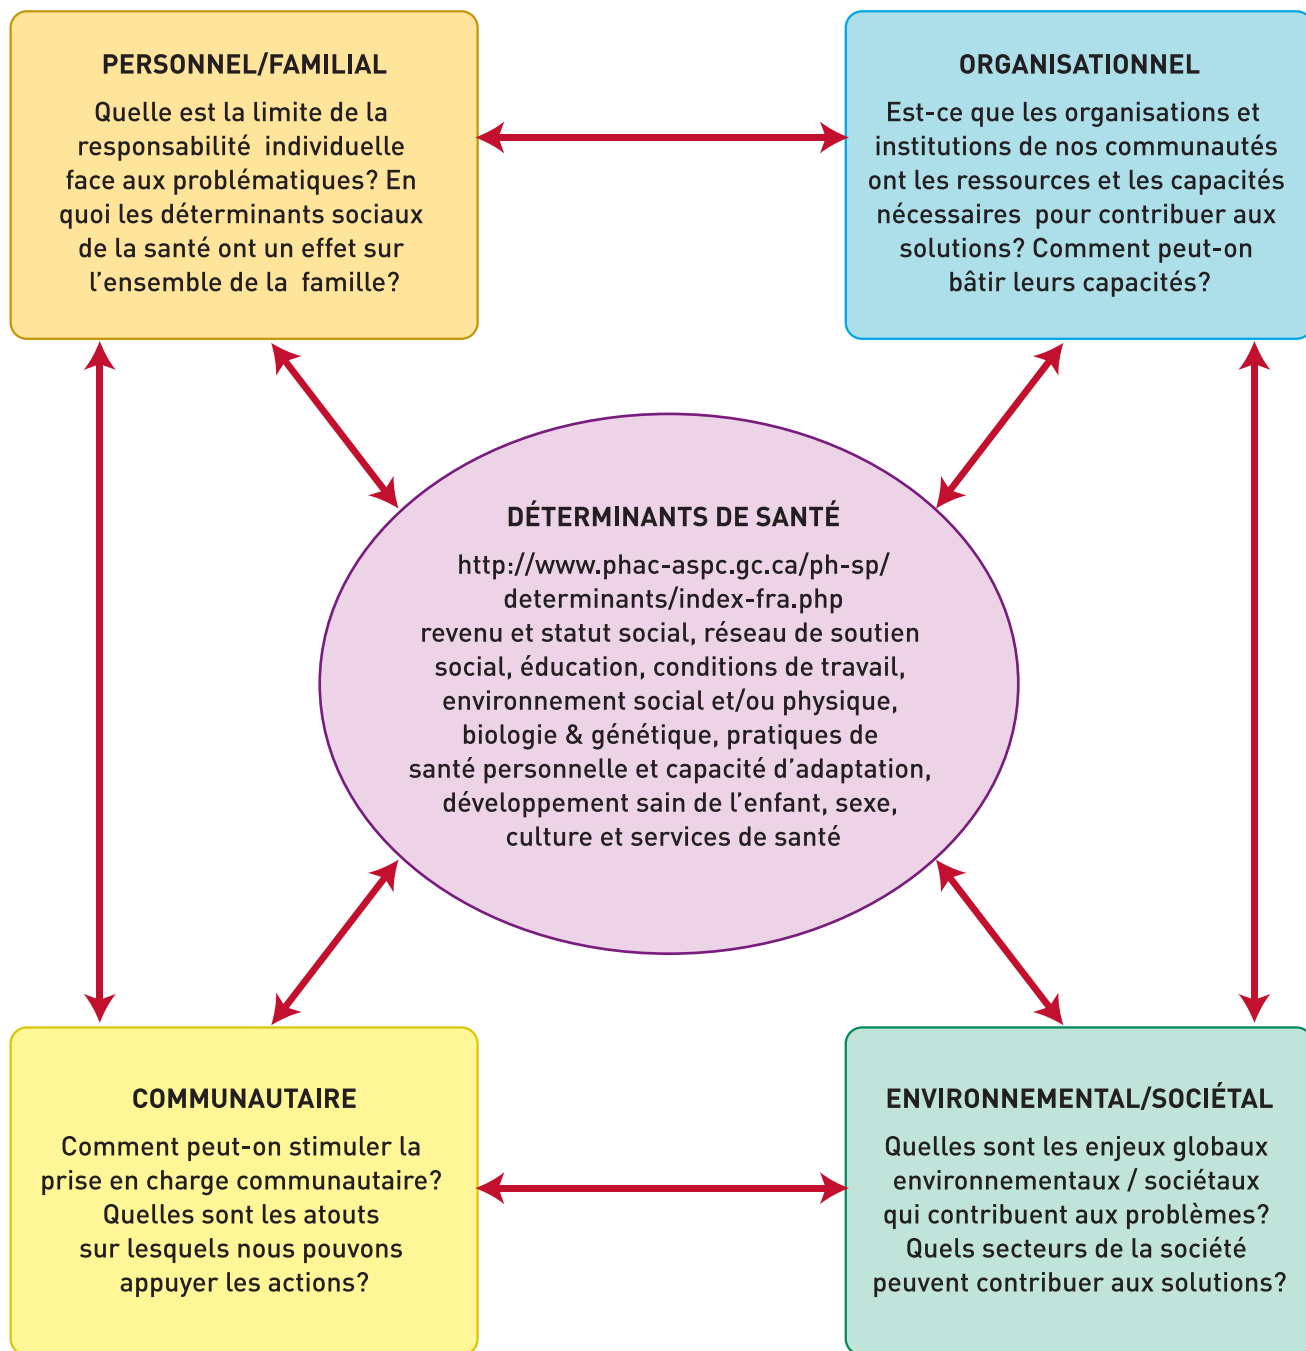 PERSONNEL/FAMILIAL
Quelle est la limite de la
responsabilité individuelle
face aux problématiques? En
quoi les déterminants sociaux
de la santé ont un effet sur
l’ensemble de la famille?
ORGANISATIONNEL
Est-ce que les organisations et
institutions de nos communautés
ont les ressources et les capacités
nécessaires pour contribuer aux
solutions? Comment peut-on
bâtir leurs capacités?
DÉTERMINANTS DE SANTÉ
http://www.phac-aspc.gc.ca/ph-sp/
determinants/index-fra.php
revenu et statut social, réseau de soutien
social, éducation, conditions de travail,
environnement social et/ou physique,
biologie & génétique, pratiques de
santé personnelle et capacité d’adaptation,
développement sain de l’enfant, sexe,
culture et services de santé
COMMUNAUTAIRE
Comment peut-on stimuler la
prise en charge communautaire?
Quelles sont les atouts
sur lesquels nous pouvons
appuyer les actions?
ENVIRONNEMENTAL/SOCIÉTAL
Quelles sont les enjeux globaux
environnementaux / sociétaux
qui contribuent aux problèmes?
Quels secteurs de la société
peuvent contribuer aux solutions?